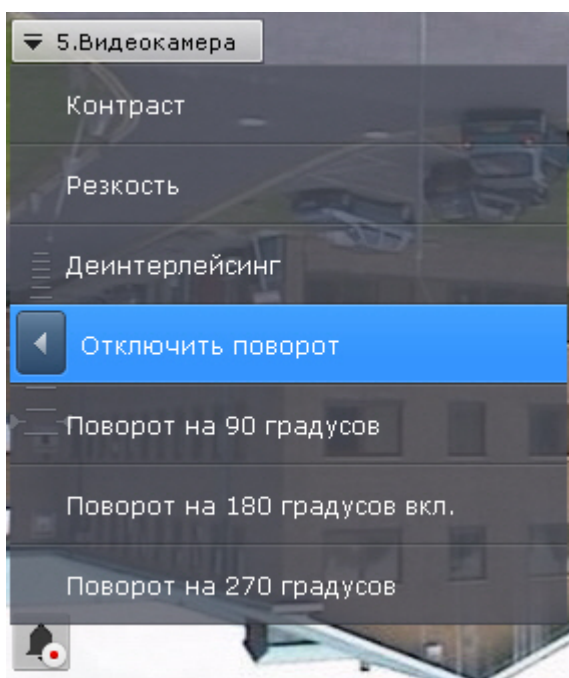 5.Видеокамера
Контраст
Резкость
Деинтерлейсинг
Отключить поворот
Поворот на 90 градусов
Поворот на 180 градусов вкл.
Поворот на 270 градусов